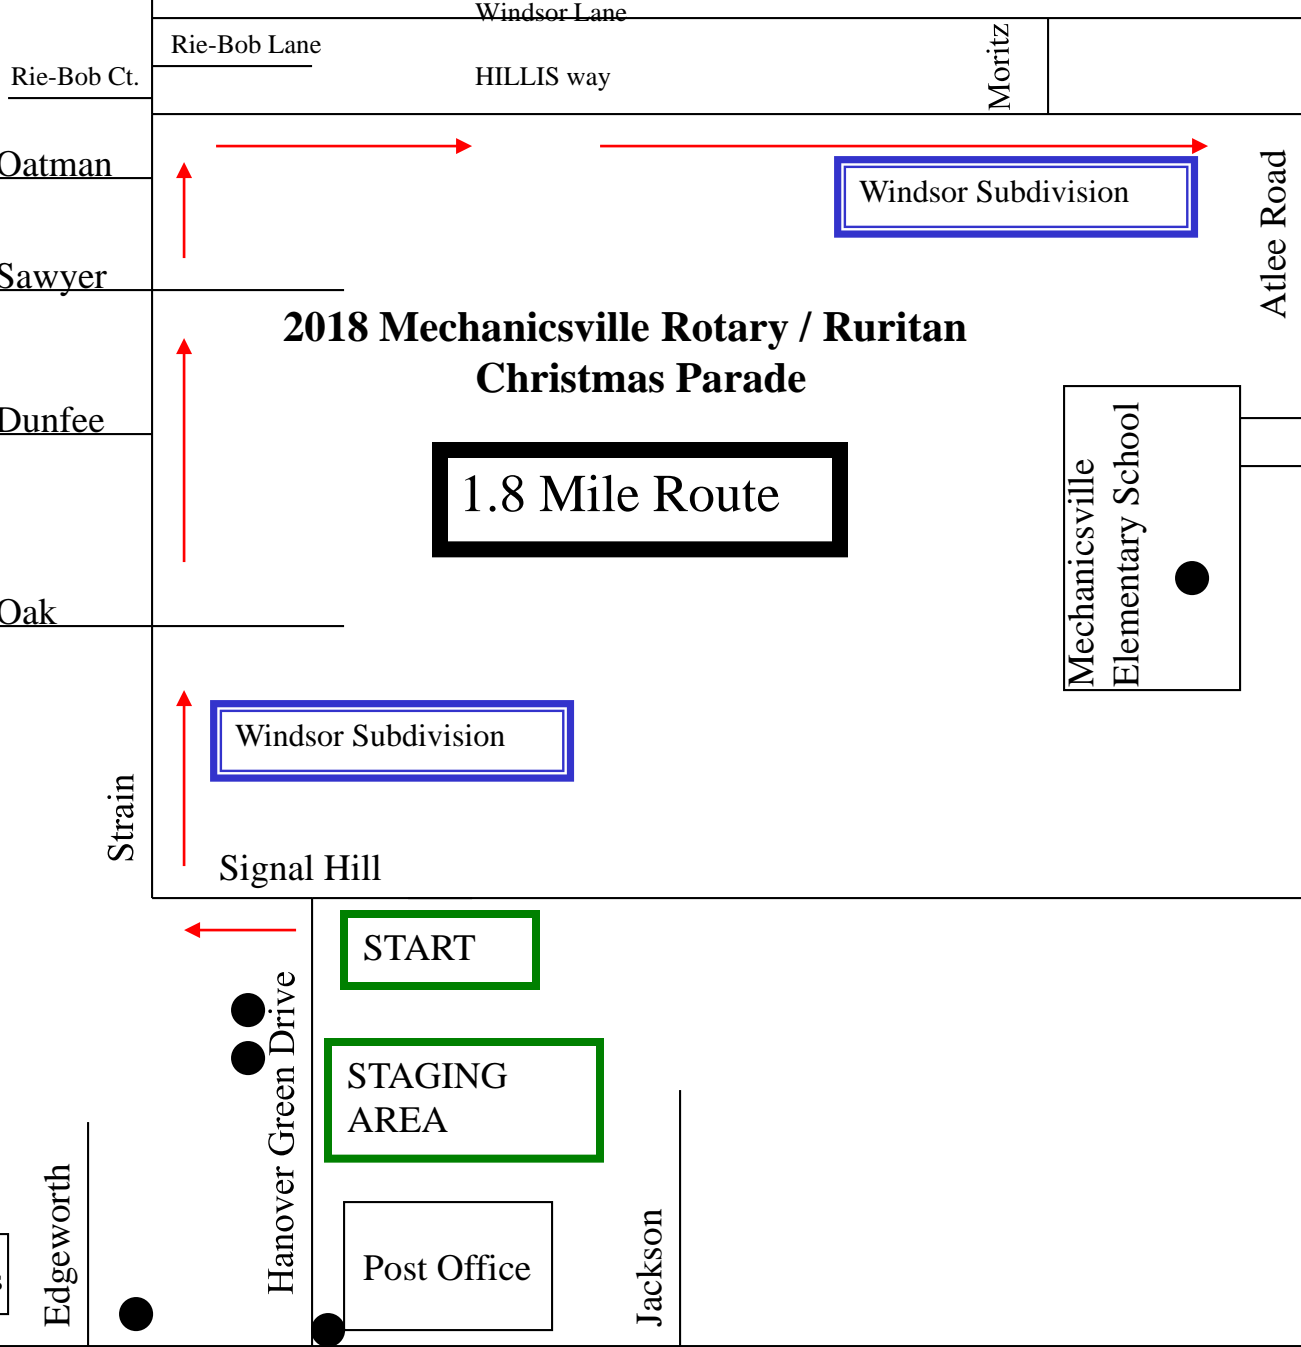 Windsor Lane
Rie-Bob Lane
Moritz
Rie-Bob Ct.
HILLIS way
Oatman
Windsor Subdivision
Atlee Road
Sawyer
2018 Mechanicsville Rotary / Ruritan
Christmas Parade
Dunfee
1.8 Mile Route
Mechanicsville
Elementary School
Oak
Windsor Subdivision
Strain
Signal Hill
START
Hanover Green Drive
STAGING
AREA
Edgeworth
Post Office
Jackson